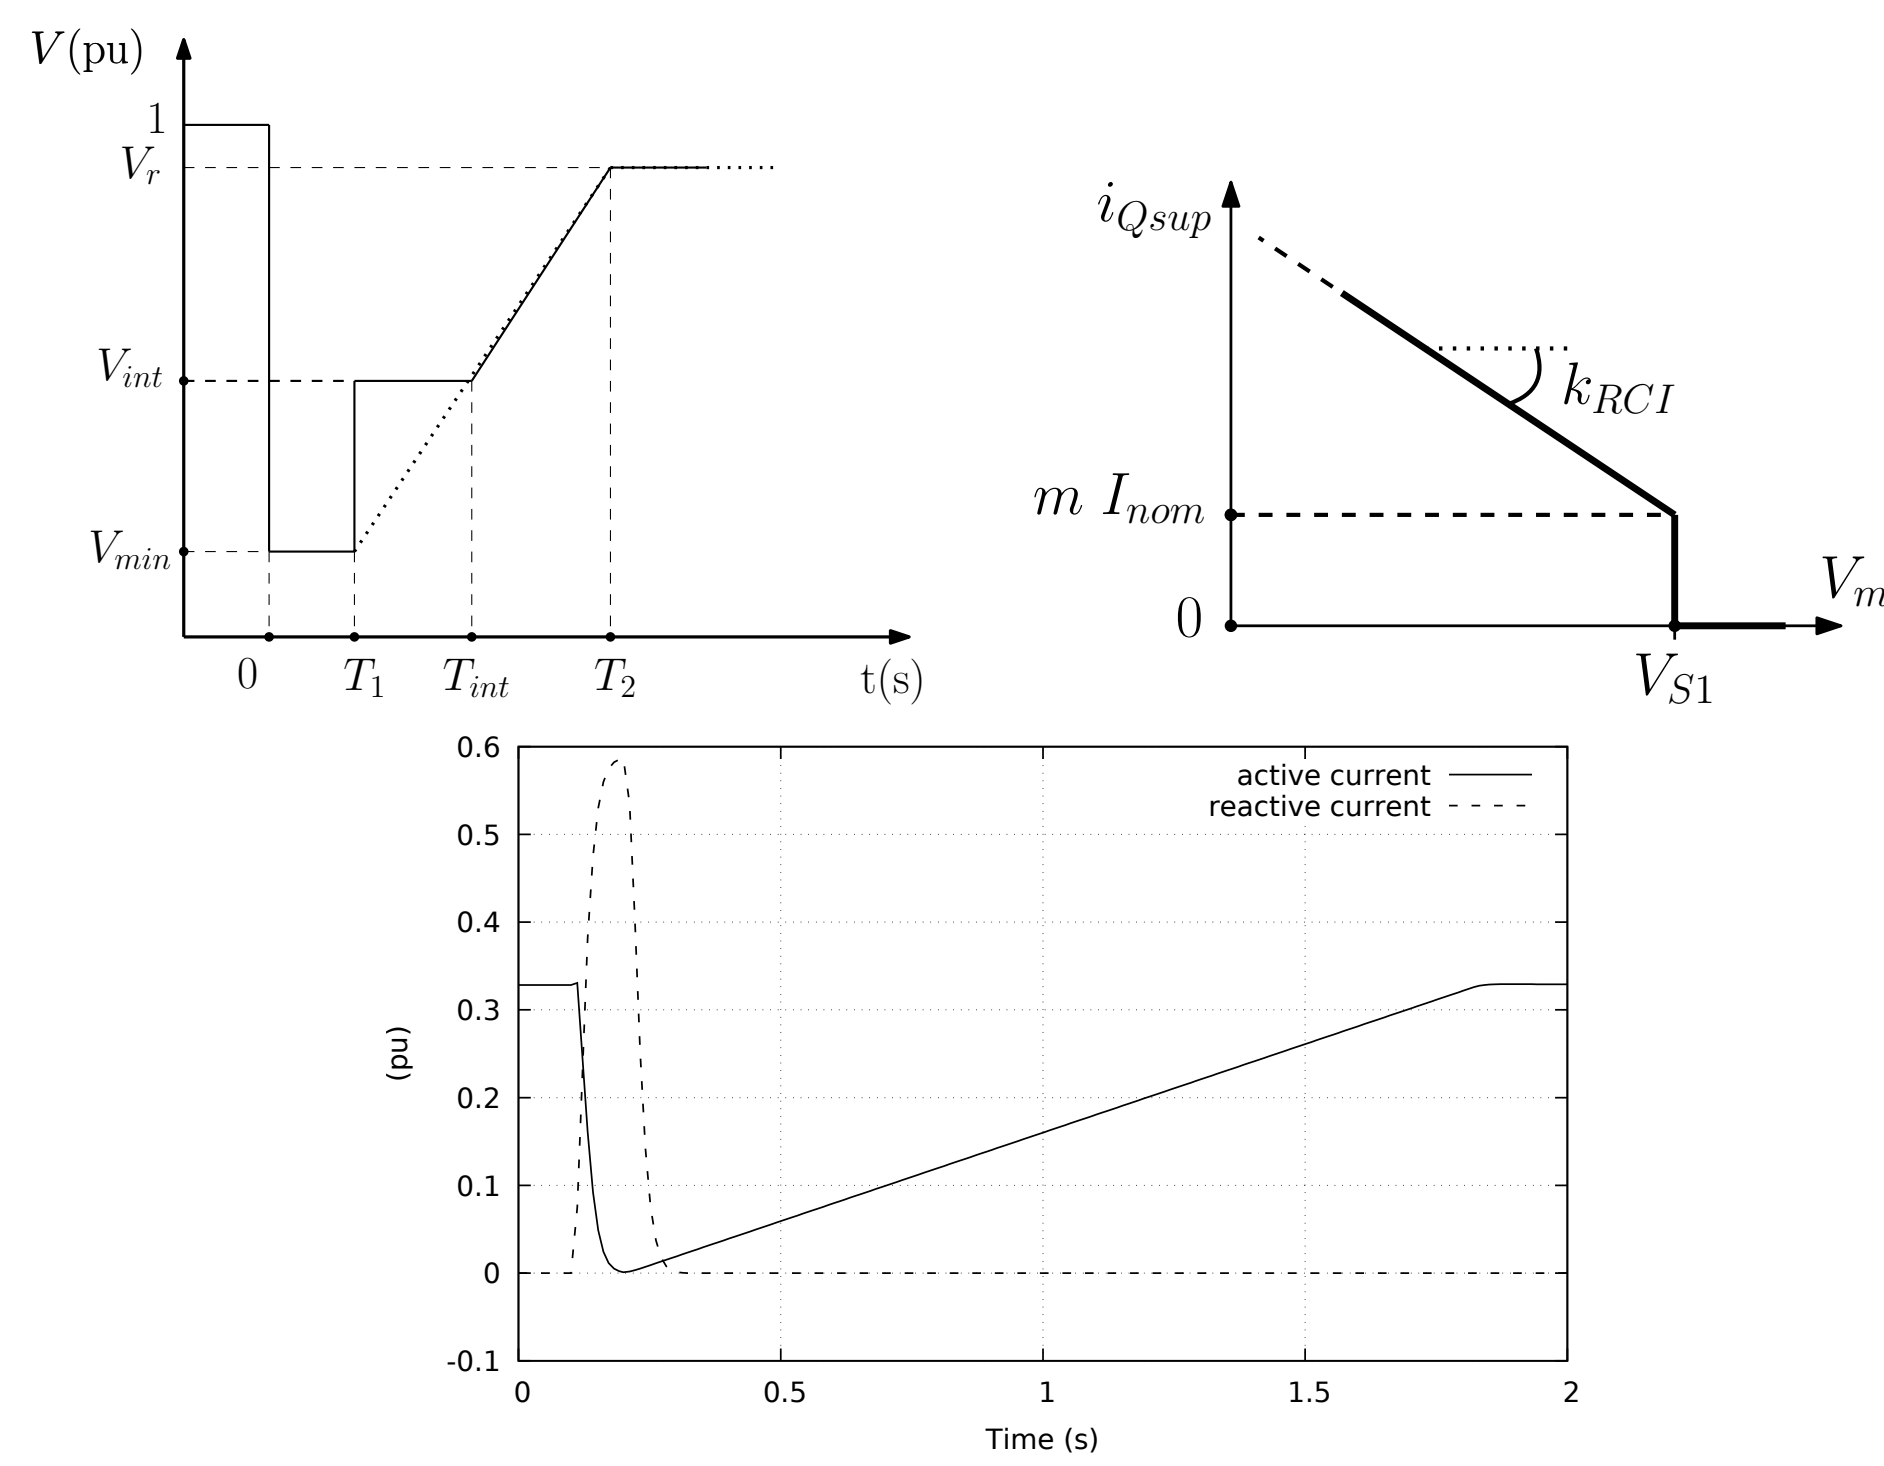 V(pu)
1
V_r
V_int
V_min
0 T_1 T_int T_2 t(s)
i_Qsup
k_RCI
m I_nom
V_m
0
V_S1
0.6
0.5
0.4
0.3
0.2
0.1
0
-0.1
active current
reactive current
(pu)
0 0.5 1 1.5 2
Time (s)